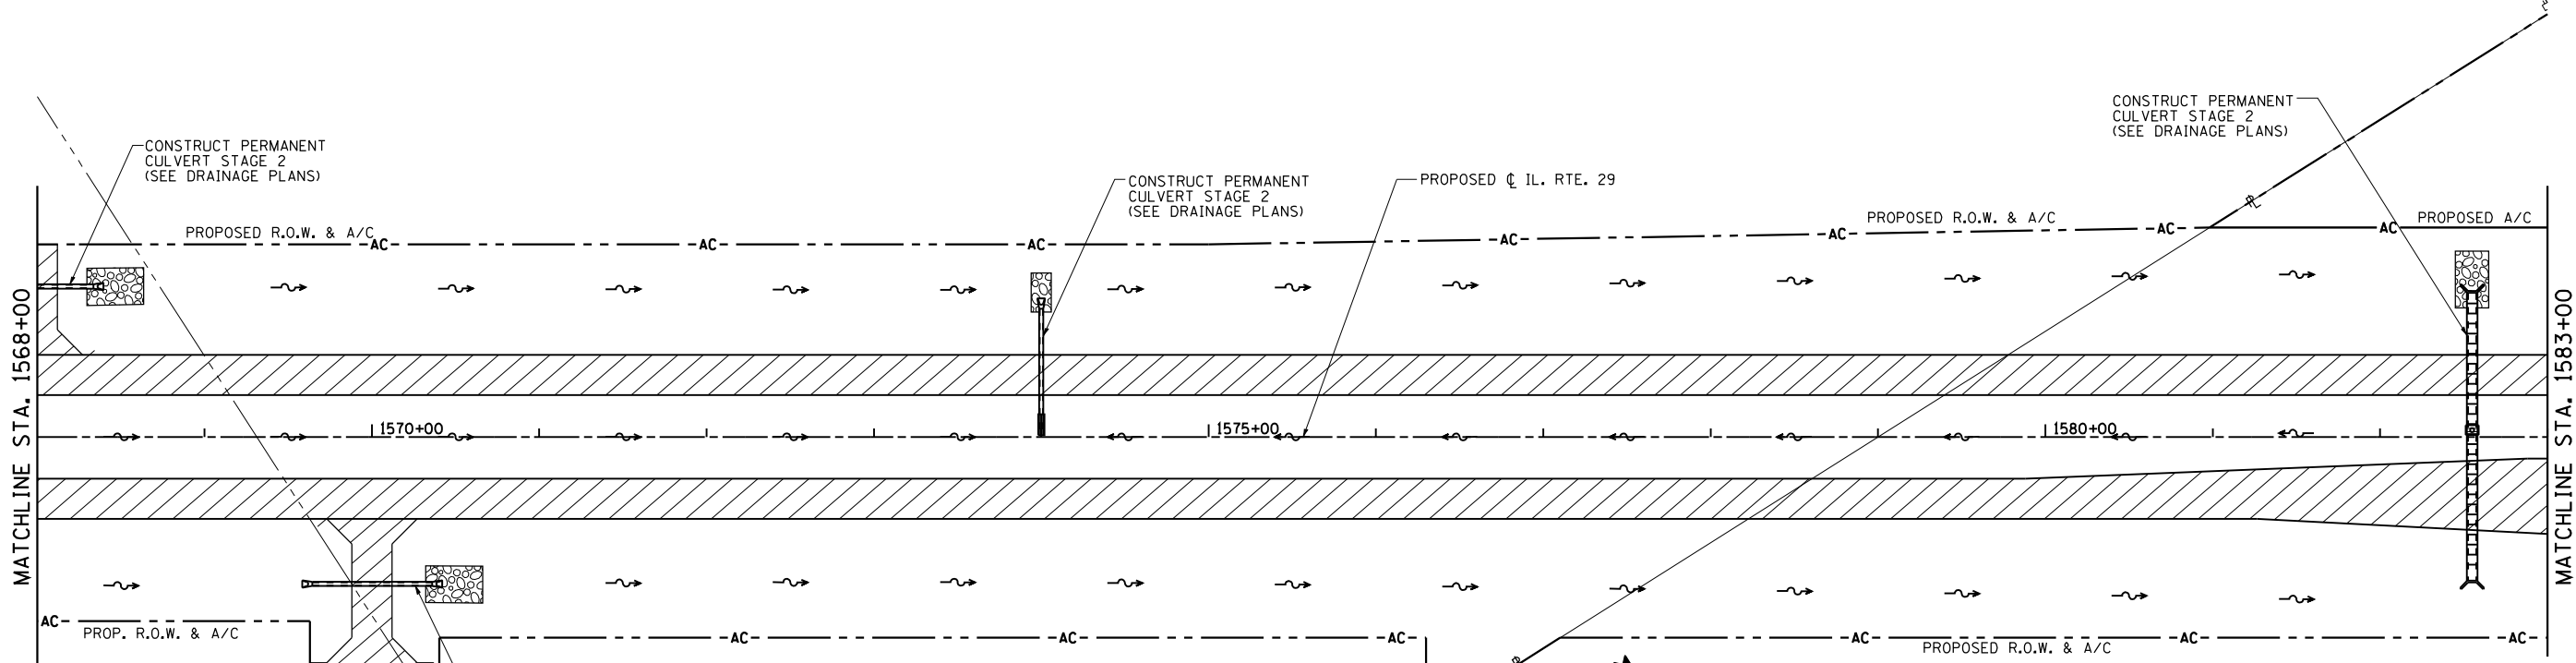 CONSTRUCT PERMANENT
CULVERT STAGE 2
(SEE DRAINAGE PLANS)
CONSTRUCT PERMANENT
CULVERT STAGE 2
(SEE DRAINAGE PLANS)
PROPOSED ℄ IL. RTE. 29
CONSTRUCT PERMANENT
CULVERT STAGE 2
(SEE DRAINAGE PLANS)
PROPOSED R.O.W. & A/C
AC
AC
AC
AC
PROPOSED R.O.W. & A/C
AC
AC
PROPOSED A/C
AC
MATCHLINE STA. 1568+00
1570+00
1575+00
1580+00
MATCHLINE STA. 1583+00
AC
PROP. R.O.W. & A/C
AC
AC
AC
AC
AC
PROPOSED R.O.W. & A/C
AC